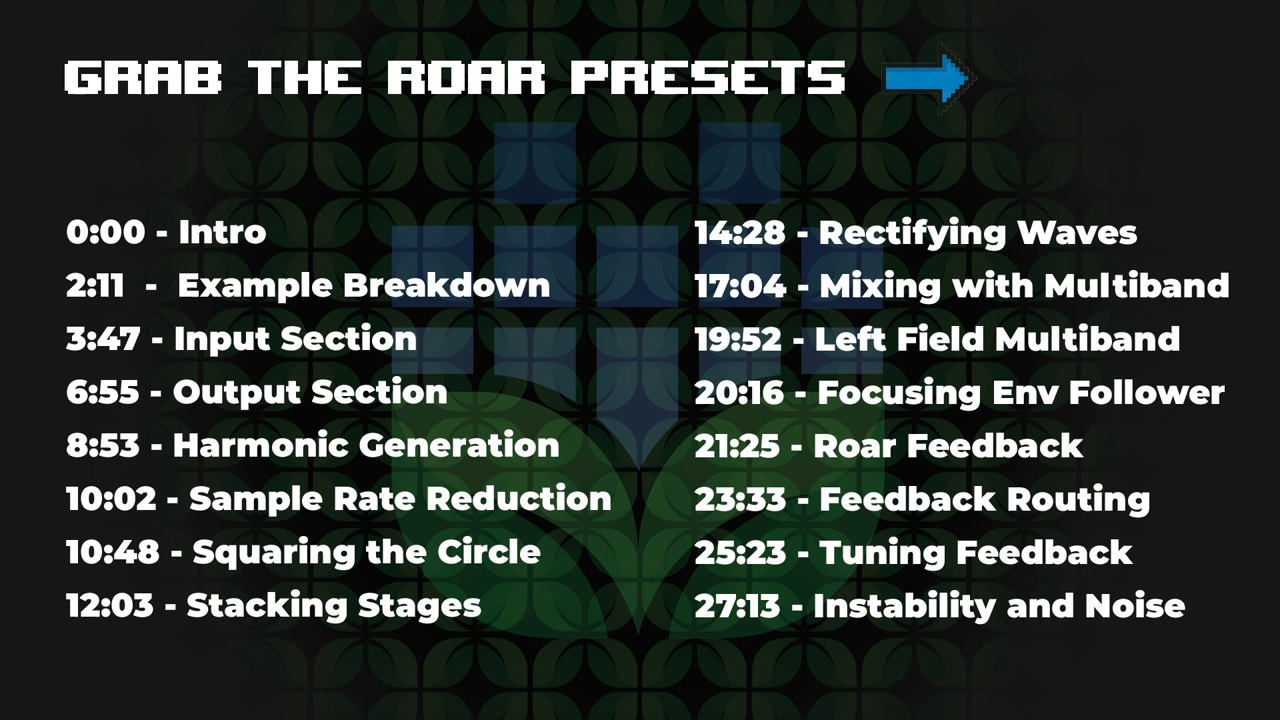 GRAB THE ROAR PRESETS
0:00 - Intro
2:11 - Example Breakdown
3:47 - Input Section
6:55 - Output Section
8:53 - Harmonic Generation
10:02 - Sample Rate Reduction
10:48 - Squaring the Circle
12:03 - Stacking Stages
14:28 - Rectifying Waves
17:04 - Mixing with Multiband
19:52 - Left Field Multiband
20:16 - Focusing Env Follower
21:25 - Roar Feedback
23:33 - Feedback Routing
25:23 - Tuning Feedback
27:13 - Instability and Noise